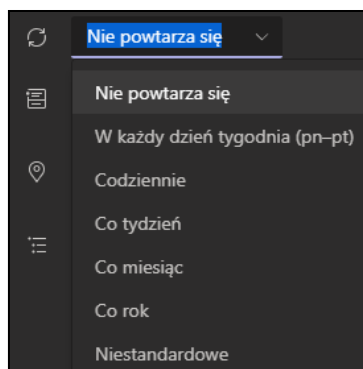 Nie powtarza się
Nie powtarza się
W każdy dzień tygodnia (pn–pt)
Codziennie
Co tydzień
Co miesiąc
Co rok
Niestandardowe